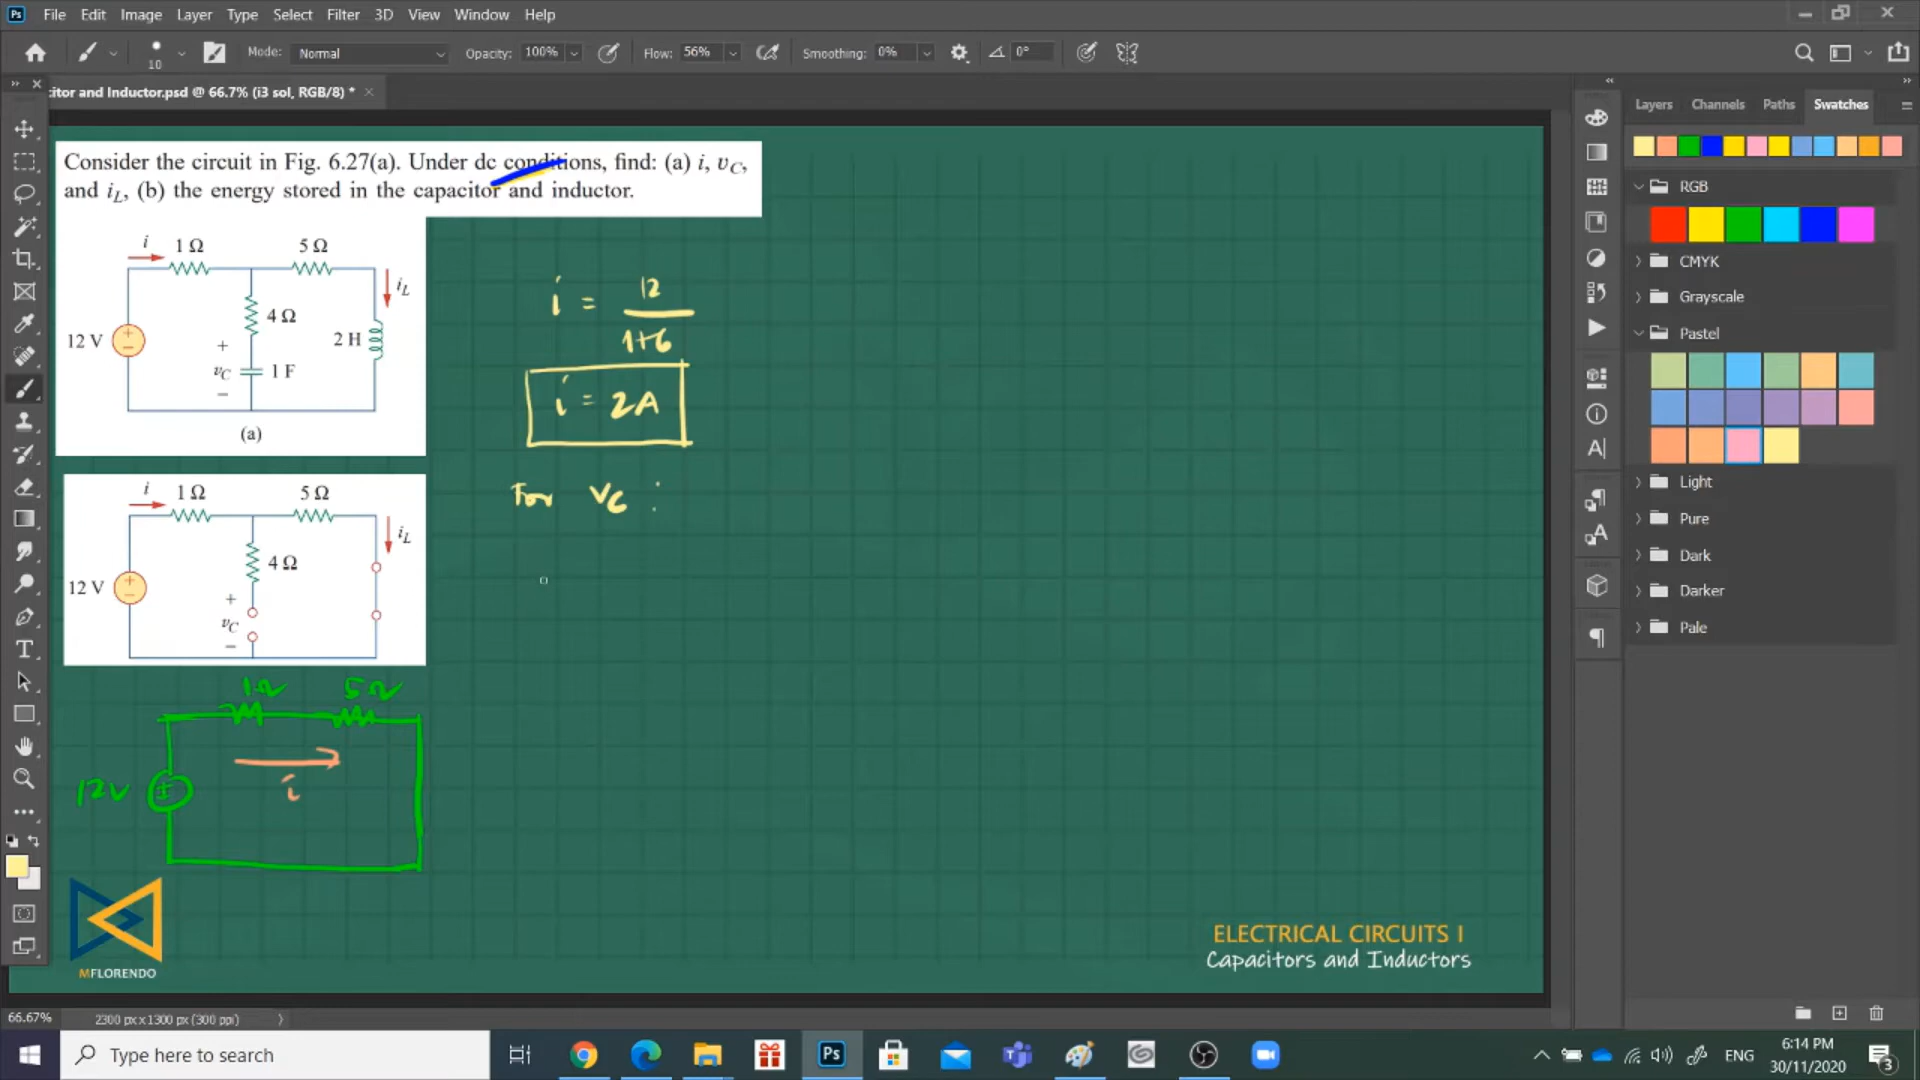 Ps File Edit Image Layer Type Select Filter 3D View Window Help
10 Mode: Normal Opacity: 100% Flow: 56% Smoothing: 0% 0°
itor and Inductor.psd @ 66.7% (i3 sol, RGB/8) *
Layers Channels Paths Swatches
RGB
CMYK
Grayscale
Pastel
Light
Pure
Dark
Darker
Pale
Consider the circuit in Fig. 6.27(a). Under dc conditions, find: (a) i, vC,
and iL, (b) the energy stored in the capacitor and inductor.
i 1 Ω 5 Ω
iL
4 Ω
12 V + − 2 H
+
vC 1 F
−
(a)
i 1 Ω 5 Ω
iL
4 Ω
12 V + −
+
vC
−
1Ω 5Ω
12V ±
i
i = 12
1+6
i = 2A
For vC :
MFLORENDO
ELECTRICAL CIRCUITS I
Capacitors and Inductors
66.67% 2300 px x 1300 px (300 ppi)
Type here to search
Ps
ENG
6:14 PM
30/11/2020
3